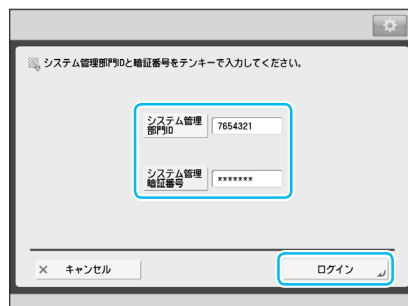 システム管理部門IDと暗証番号をテンキーで入力してください。
システム管理
部門ID
7654321
システム管理
暗証番号
*******
× キャンセル
ログイン